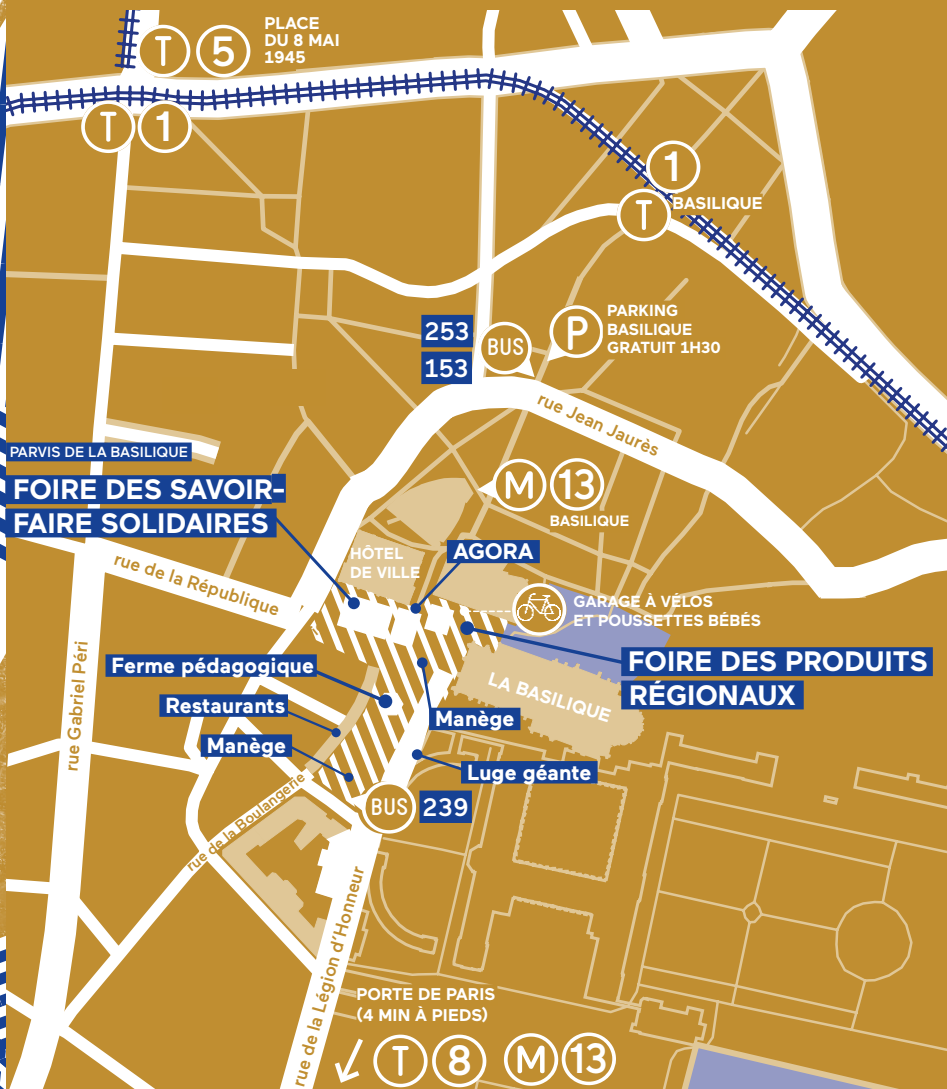 T 5
PLACE
DU 8 MAI
1945
T 1
1
T
BASILIQUE
253
153
BUS
P
PARKING
BASILIQUE
GRATUIT 1H30
rue Jean Jaurès
PARVIS DE LA BASILIQUE
FOIRE DES SAVOIR-
FAIRE SOLIDAIRES
M 13
BASILIQUE
HÔTEL
DE VILLE
AGORA
rue de la République
GARAGE À VÉLOS
ET POUSSETTES BÉBÉS
FOIRE DES PRODUITS
RÉGIONAUX
LA BASILIQUE
rue Gabriel Péri
Ferme pédagogique
Restaurants
Manège
Manège
Luge géante
BUS 239
rue de la Boulangerie
rue de la Légion d'Honneur
PORTE DE PARIS
(4 MIN À PIEDS)
T 8 M 13